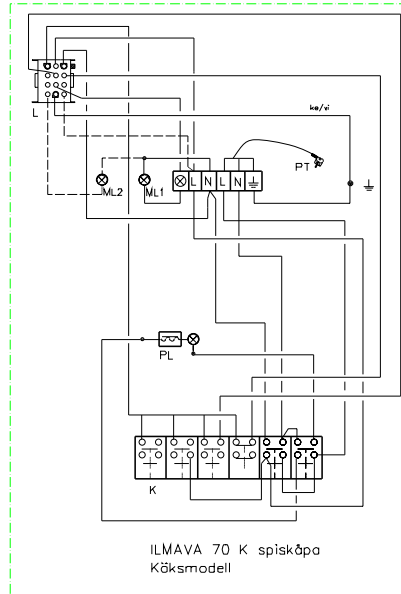 L
ke/vi
PT
ML2
ML1
L N L N
PL
K
ILMAVA 70 K spiskåpa
Köksmodell